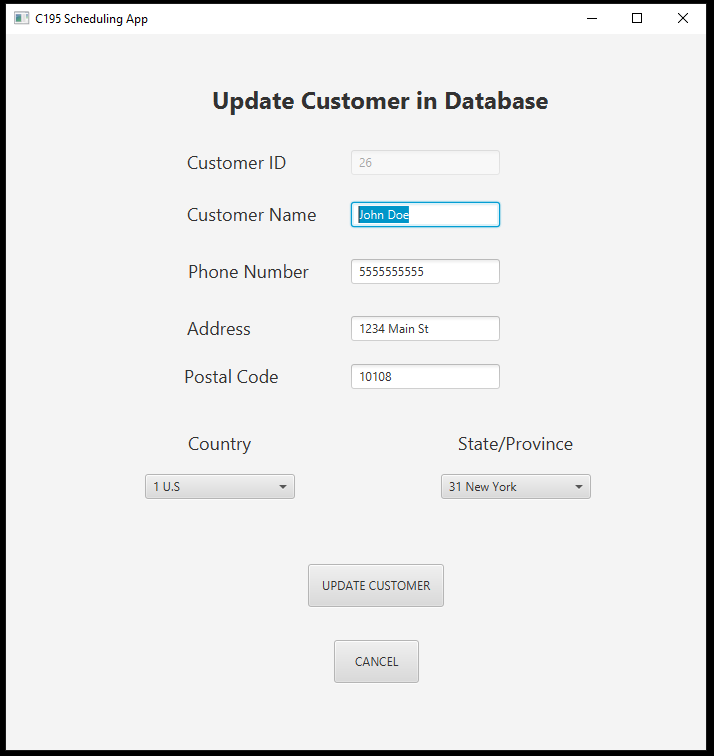 C195 Scheduling App
Update Customer in Database
Customer ID 26
Customer Name John Doe
Phone Number 5555555555
Address 1234 Main St
Postal Code 10108
Country State/Province
1 U.S 31 New York
UPDATE CUSTOMER
CANCEL